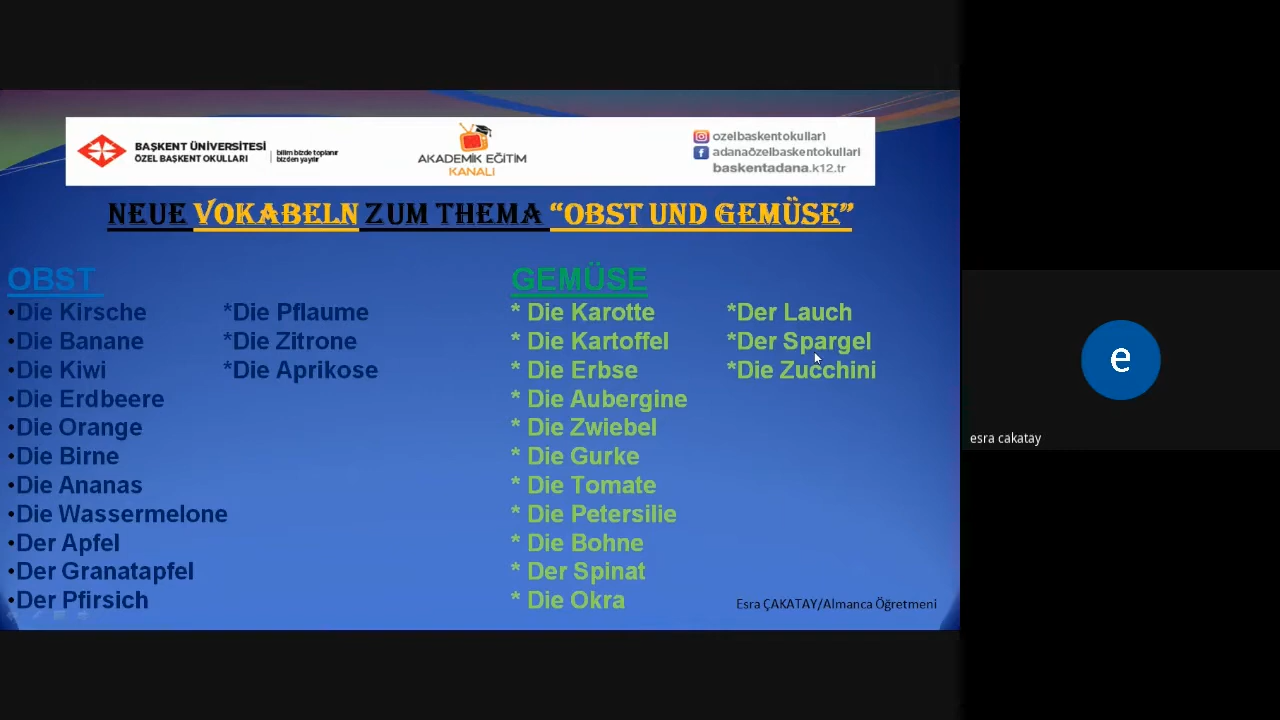 BAŞKENT ÜNİVERSİTESİ
ÖZEL BAŞKENT OKULLARI
bilim bizde toplanır
bizden yayılır
AKADEMİK EĞİTİM
KANALI
ozelbaskentokullari
adanaözelbaskentokullari
baskentadana.k12.tr
NEUE VOKABELN ZUM THEMA “OBST UND GEMÜSE”
OBST
•Die Kirsche
•Die Banane
•Die Kiwi
•Die Erdbeere
•Die Orange
•Die Birne
•Die Ananas
•Die Wassermelone
•Der Apfel
•Der Granatapfel
•Der Pfirsich
*Die Pflaume
*Die Zitrone
*Die Aprikose
GEMÜSE
* Die Karotte
* Die Kartoffel
* Die Erbse
* Die Aubergine
* Die Zwiebel
* Die Gurke
* Die Tomate
* Die Petersilie
* Die Bohne
* Der Spinat
* Die Okra
*Der Lauch
*Der Spargel
*Die Zucchini
Esra ÇAKATAY/Almanca Öğretmeni
e
esra cakatay